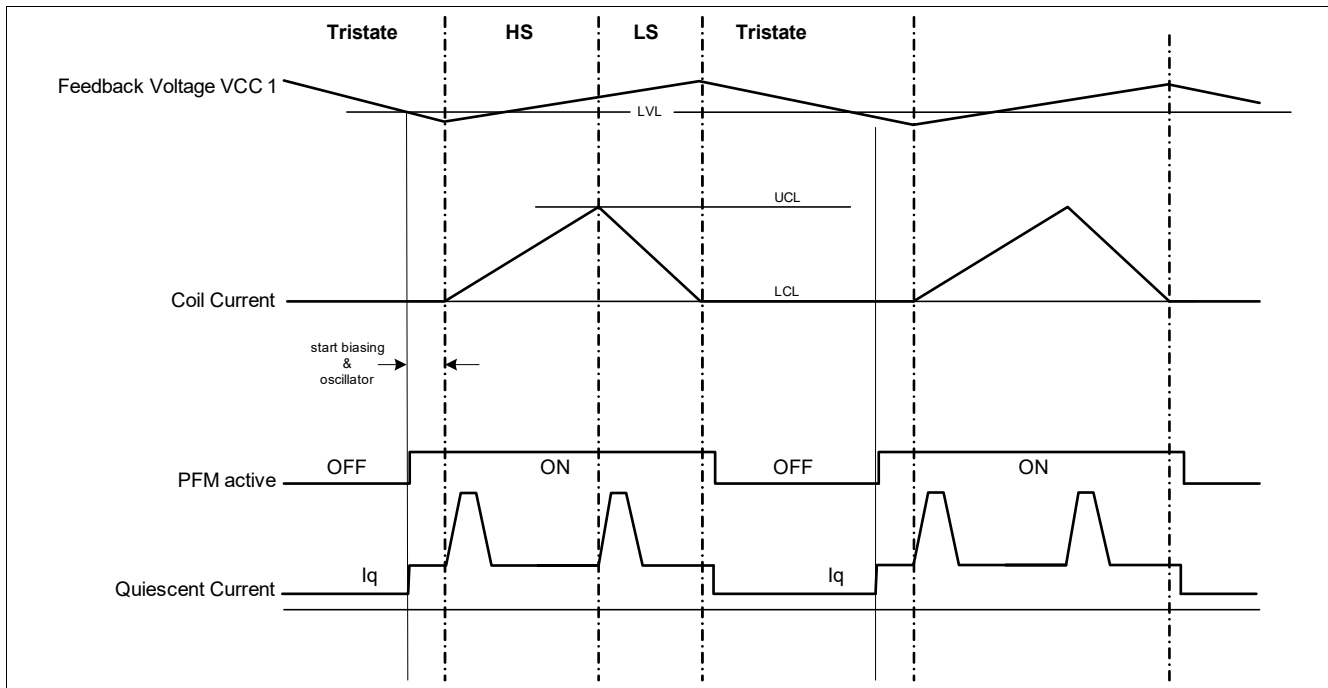 Tristate HS LS Tristate
Feedback Voltage VCC 1
LVL
UCL
Coil Current
LCL
start biasing
&
oscillator
OFF ON OFF ON
PFM active
Iq Iq
Quiescent Current